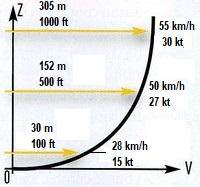 Z
305 m
1000 ft
55 km/h
30 kt
152 m
500 ft
50 km/h
27 kt
30 m
100 ft
28 km/h
15 kt
0
V